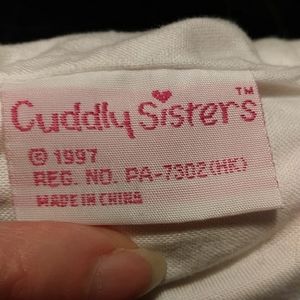 Cuddly Sisters™
© 1997
REG. NO. PA-7302(HK)
MADE IN CHINA